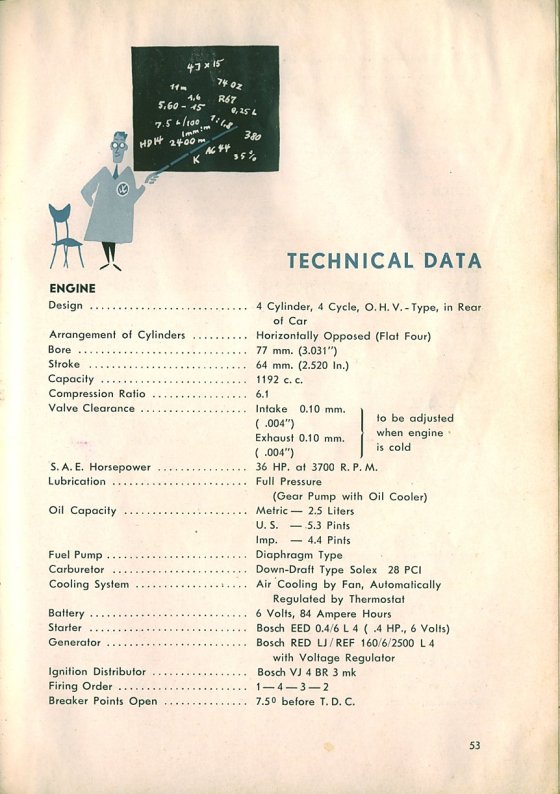 43 x 15
11m
74 OZ
4,6
R67
5,60 - 15
0,25 L
7.5 L/100
1:1,8
1mm:m
HD14
2400m
380
AG 44
K
35%
TECHNICAL DATA
ENGINE
Design .......................... 4 Cylinder, 4 Cycle, O. H. V. - Type, in Rear
of Car
Arrangement of Cylinders .......... Horizontally Opposed (Flat Four)
Bore ............................ 77 mm. (3.031″)
Stroke .......................... 64 mm. (2.520 In.)
Capacity ........................ 1192 c. c.
Compression Ratio ................ 6.1
Valve Clearance .................. Intake 0.10 mm.
( .004″)
Exhaust 0.10 mm.
( .004″)
to be adjusted
when engine
is cold
S. A. E. Horsepower ............... 36 HP. at 3700 R. P. M.
Lubrication ....................... Full Pressure
(Gear Pump with Oil Cooler)
Oil Capacity ..................... Metric — 2.5 Liters
U. S. — 5.3 Pints
Imp. — 4.4 Pints
Fuel Pump ........................ Diaphragm Type
Carburetor ....................... Down-Draft Type Solex 28 PCI
Cooling System ................... Air Cooling by Fan, Automatically
Regulated by Thermostat
Battery .......................... 6 Volts, 84 Ampere Hours
Starter .......................... Bosch EED 0.4/6 L 4 ( .4 HP., 6 Volts)
Generator ........................ Bosch RED LJ / REF 160/6/2500 L 4
with Voltage Regulator
Ignition Distributor ................ Bosch VJ 4 BR 3 mk
Firing Order ...................... 1 — 4 — 3 — 2
Breaker Points Open ............... 7.5° before T. D. C.
53